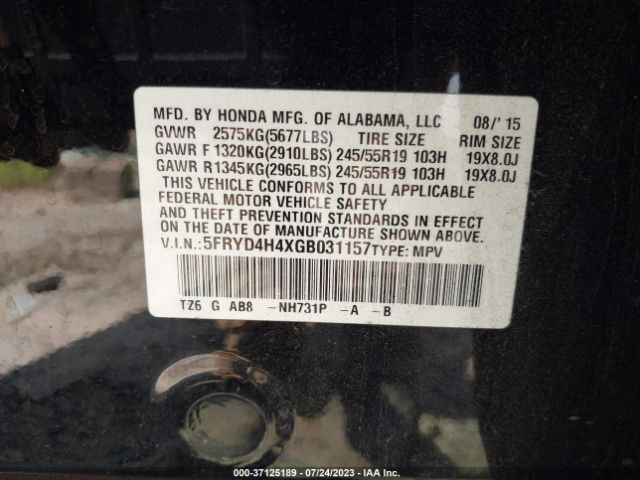 MFD. BY HONDA MFG. OF ALABAMA, LLC 08/'15
GVWR 2575KG(5677LBS) TIRE SIZE RIM SIZE
GAWR F 1320KG(2910LBS) 245/55R19 103H 19X8.0J
GAWR R 1345KG(2965LBS) 245/55R19 103H 19X8.0J
THIS VEHICLE CONFORMS TO ALL APPLICABLE
FEDERAL MOTOR VEHICLE SAFETY
AND THEFT PREVENTION STANDARDS IN EFFECT
ON THE DATE OF MANUFACTURE SHOWN ABOVE.
V.I.N.:5FRYD4H4XGB031157 TYPE: MPV
TZ6 G AB8 -NH731P -A -B
000-37125189 - 07/24/2023 - IAA Inc.